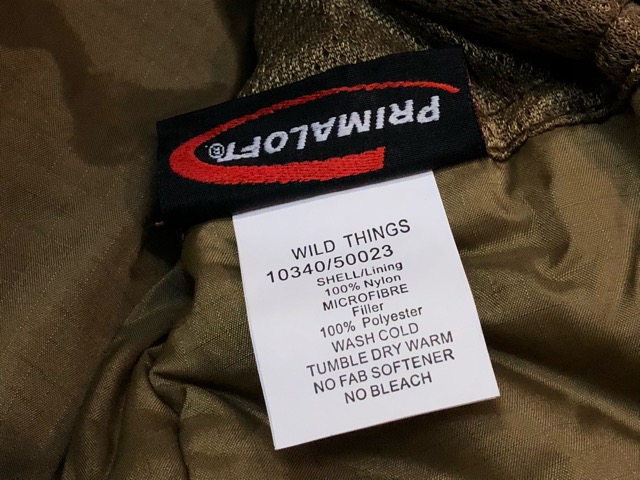 PRIMALOFT®
WILD THINGS
10340/50023
SHELL/Lining
100% Nylon
MICROFIBRE
Filler
100% Polyester
WASH COLD
TUMBLE DRY WARM
NO FAB SOFTENER
NO BLEACH